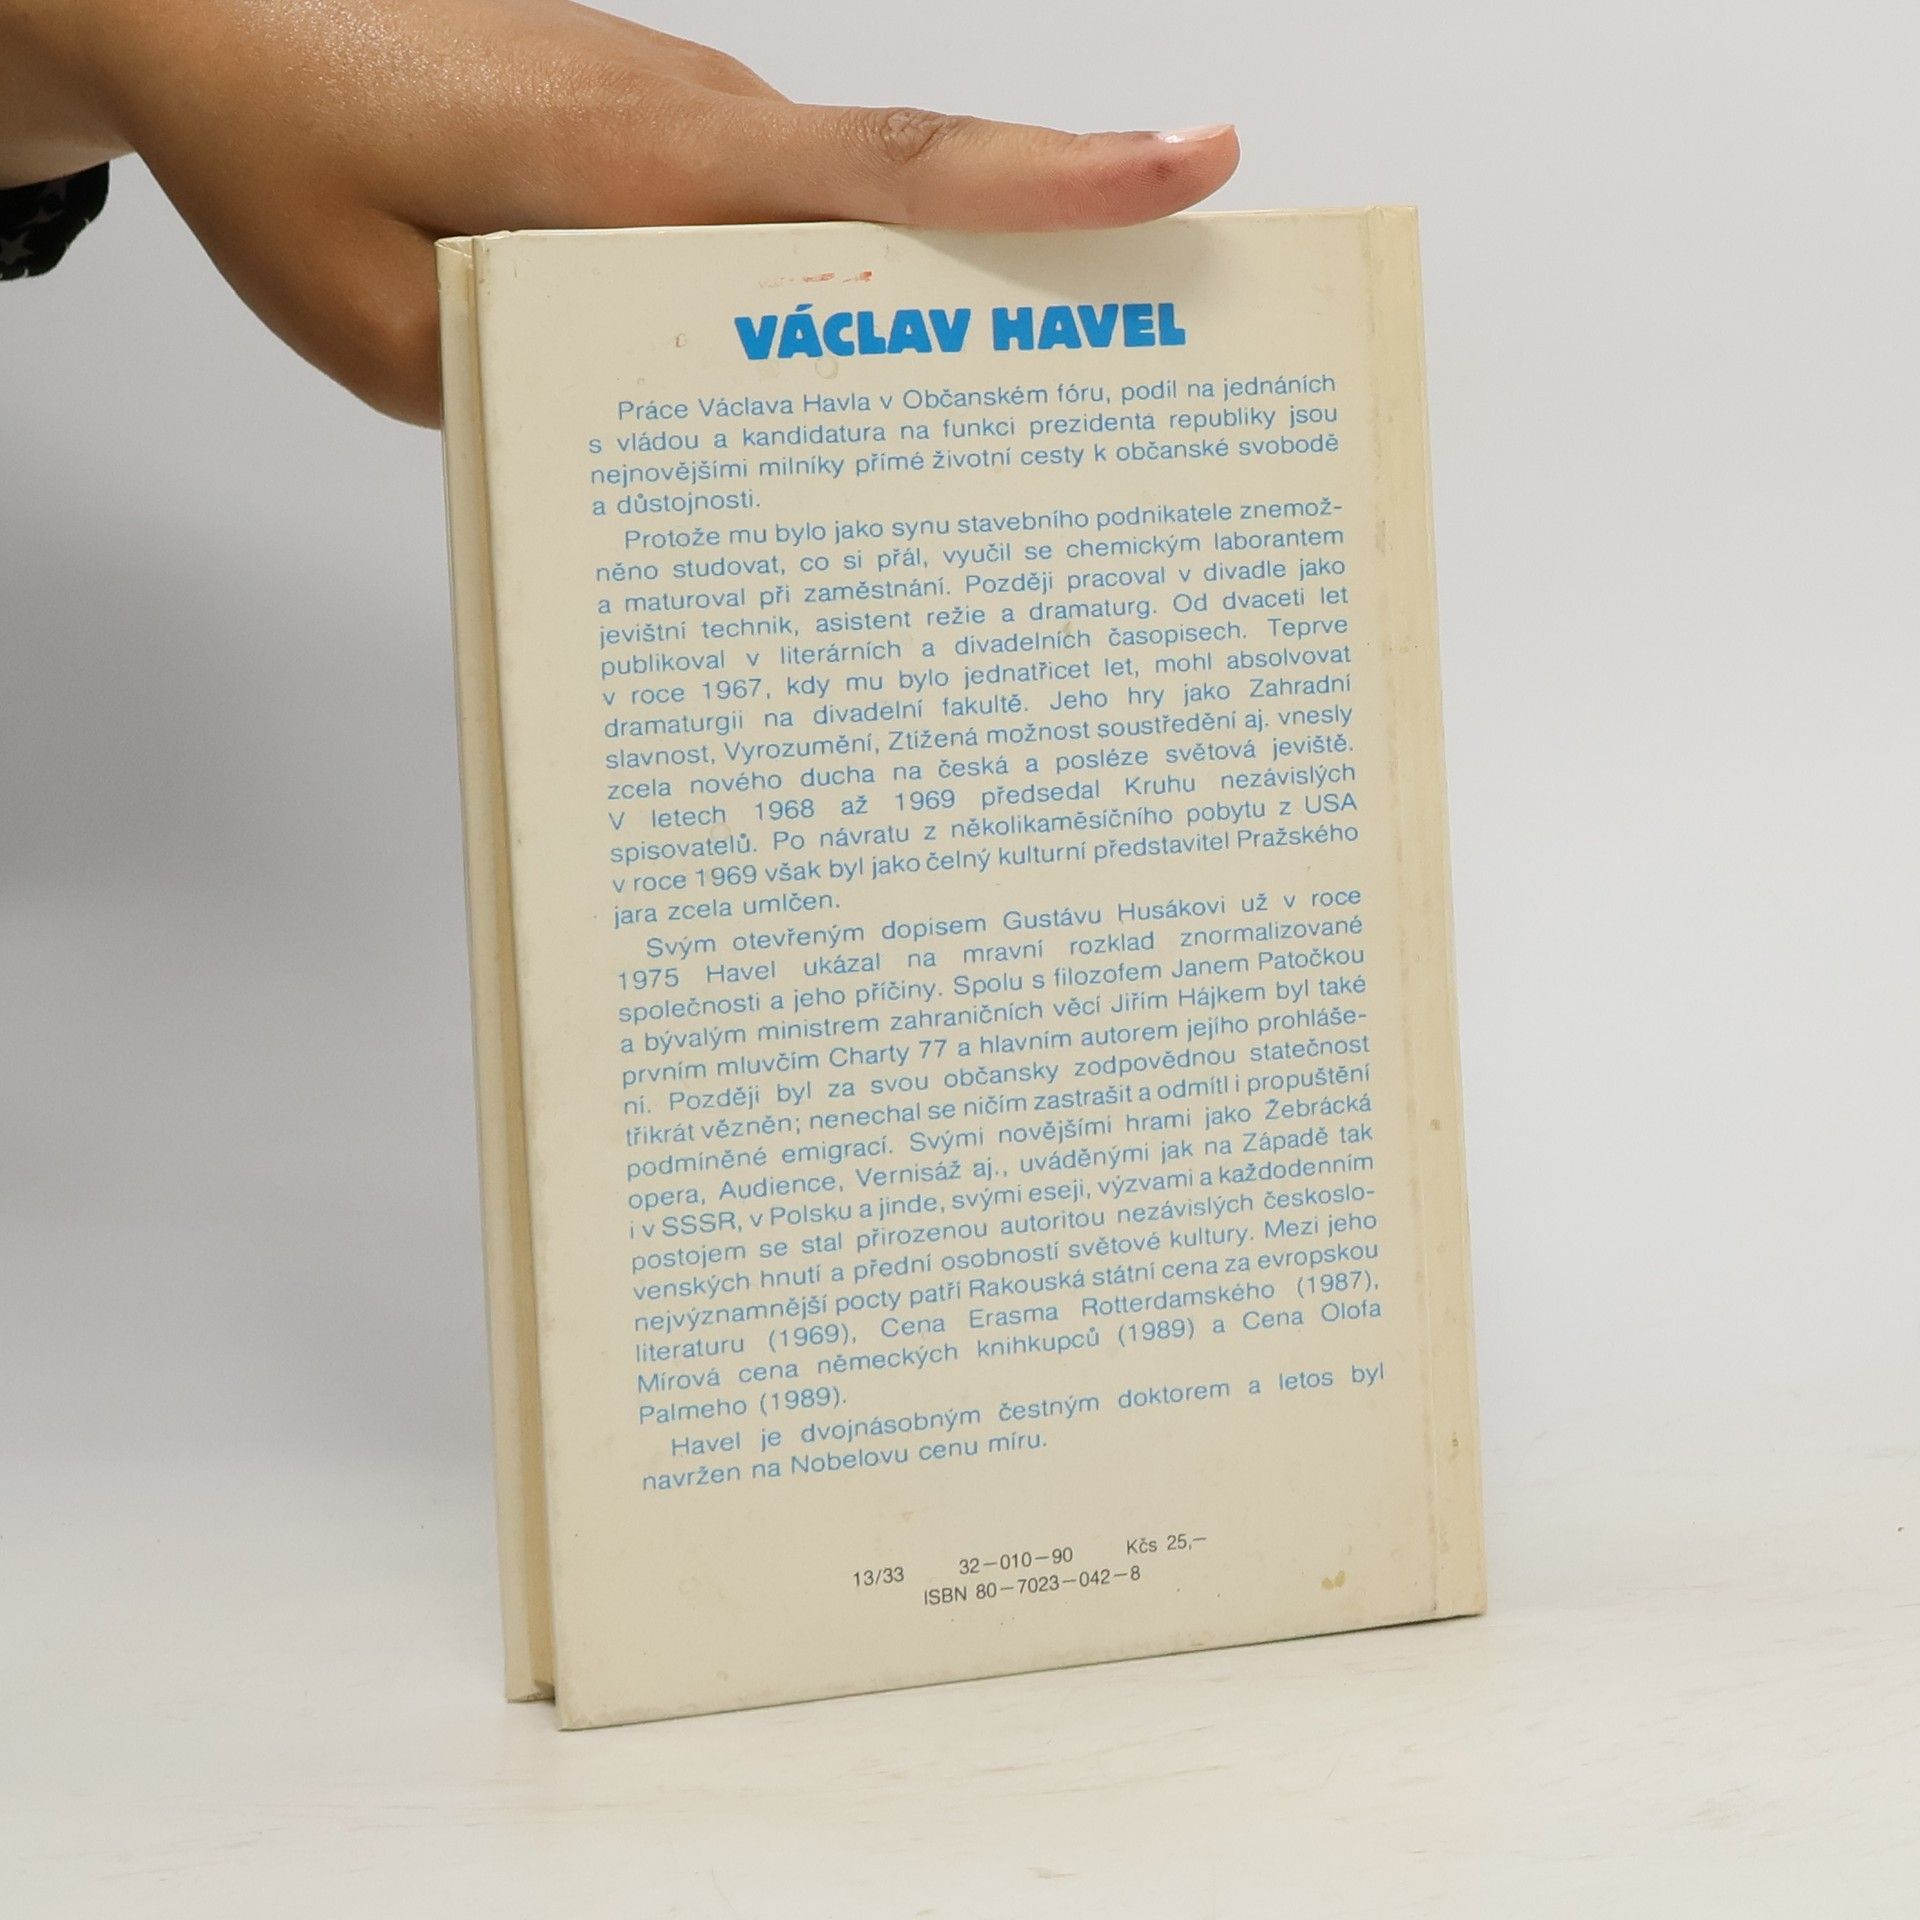 VÁCLAV HAVEL
Práce Václava Havla v Občanském fóru, podíl na jednáních
s vládou a kandidatura na funkci prezidenta republiky jsou
nejnovějšími milníky přímé životní cesty k občanské svobodě
a důstojnosti.
Protože mu bylo jako synu stavebního podnikatele znemož-
něno studovat, co si přál, vyučil se chemickým laborantem
a maturoval při zaměstnání. Později pracoval v divadle jako
jevištní technik, asistent režie a dramaturg. Od dvaceti let
publikoval v literárních a divadelních časopisech. Teprve
v roce 1967, kdy mu bylo jednatřicet let, mohl absolvovat
dramaturgii na divadelní fakultě. Jeho hry jako Zahradní
slavnost, Vyrozumění, Ztížená možnost soustředění aj. vnesly
zcela nového ducha na česká a posléze světová jeviště.
V letech 1968 až 1969 předsedal Kruhu nezávislých
spisovatelů. Po návratu z několikaměsíčního pobytu z USA
v roce 1969 však byl jako čelný kulturní představitel Pražského
jara zcela umlčen.
Svým otevřeným dopisem Gustávu Husákovi už v roce
1975 Havel ukázal na mravní rozklad znormalizované
společnosti a jeho příčiny. Spolu s filozofem Janem Patočkou
a bývalým ministrem zahraničních věcí Jiřím Hájkem byl také
prvním mluvčím Charty 77 a hlavním autorem jejího prohláše-
ní. Později byl za svou občansky zodpovědnou statečnost
třikrát vězněn; nenechal se ničím zastrašit a odmítl i propuštění
podmíněné emigrací. Svými novějšími hrami jako Žebrácká
opera, Audience, Vernisáž aj., uváděnými jak na Západě tak
i v SSSR, v Polsku a jinde, svými eseji, výzvami a každodenním
postojem se stal přirozenou autoritou nezávislých českoslo-
venských hnutí a přední osobností světové kultury. Mezi jeho
nejvýznamnější pocty patří Rakouská státní cena za evropskou
literaturu (1969), Cena Erasma Rotterdamského (1987),
Mírová cena německých knihkupců (1989) a Cena Olofa
Palmeho (1989).
Havel je dvojnásobným čestným doktorem a letos byl
navržen na Nobelovu cenu míru.
13/33 32-010-90 Kčs 25,-
ISBN 80-7023-042-8